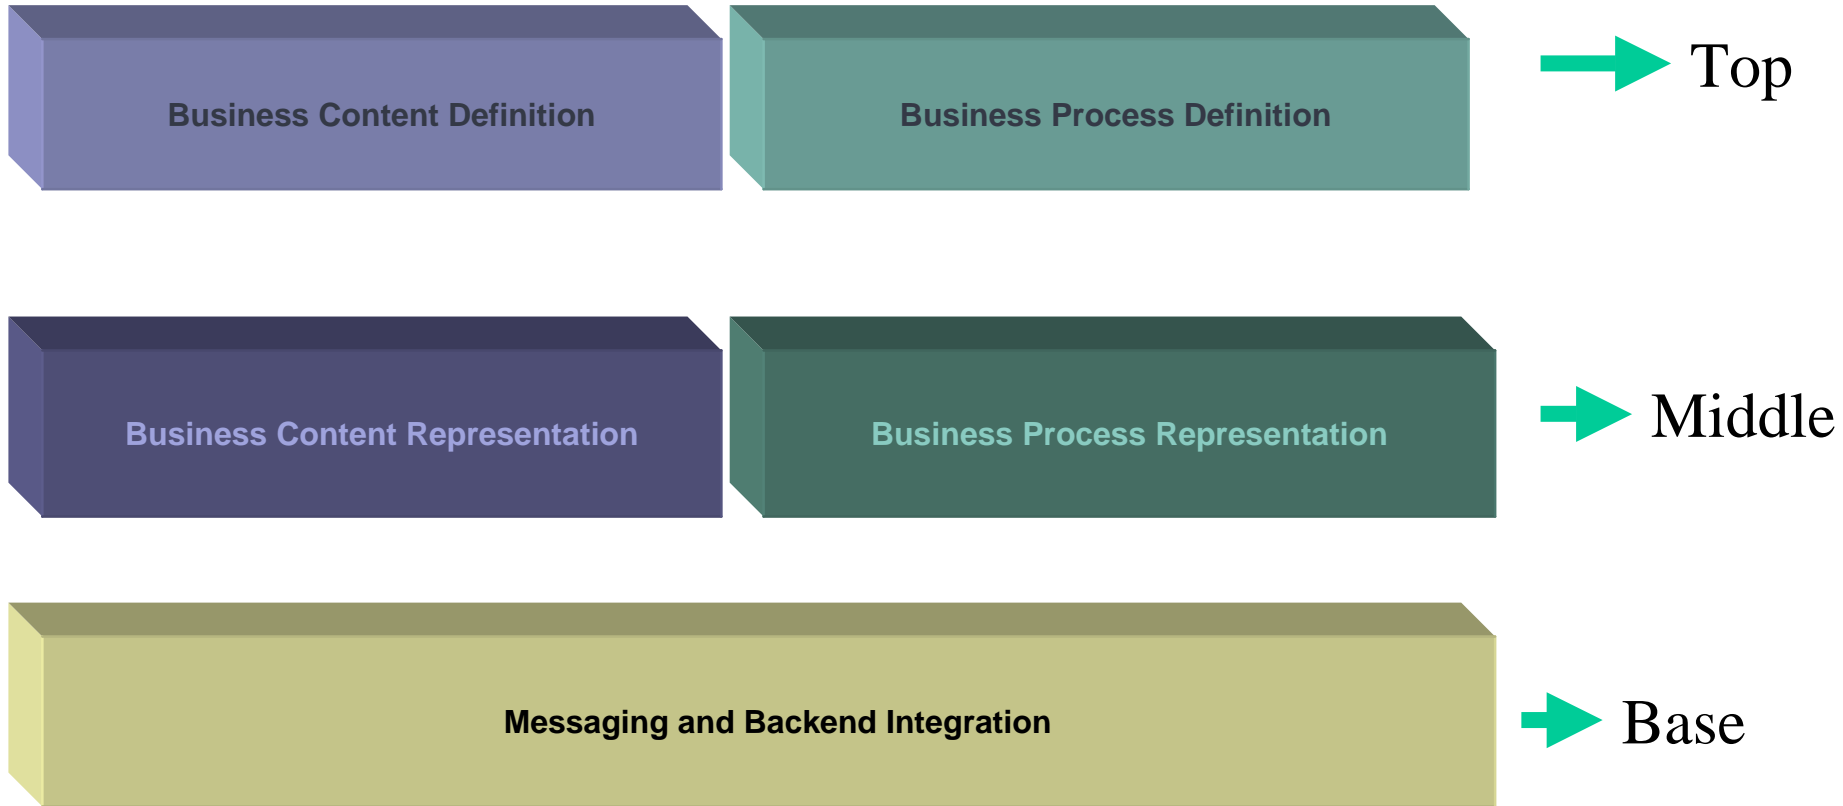 Business Content Definition
Business Process Definition
Top
Business Content Representation
Business Process Representation
Middle
Messaging and Backend Integration
Base